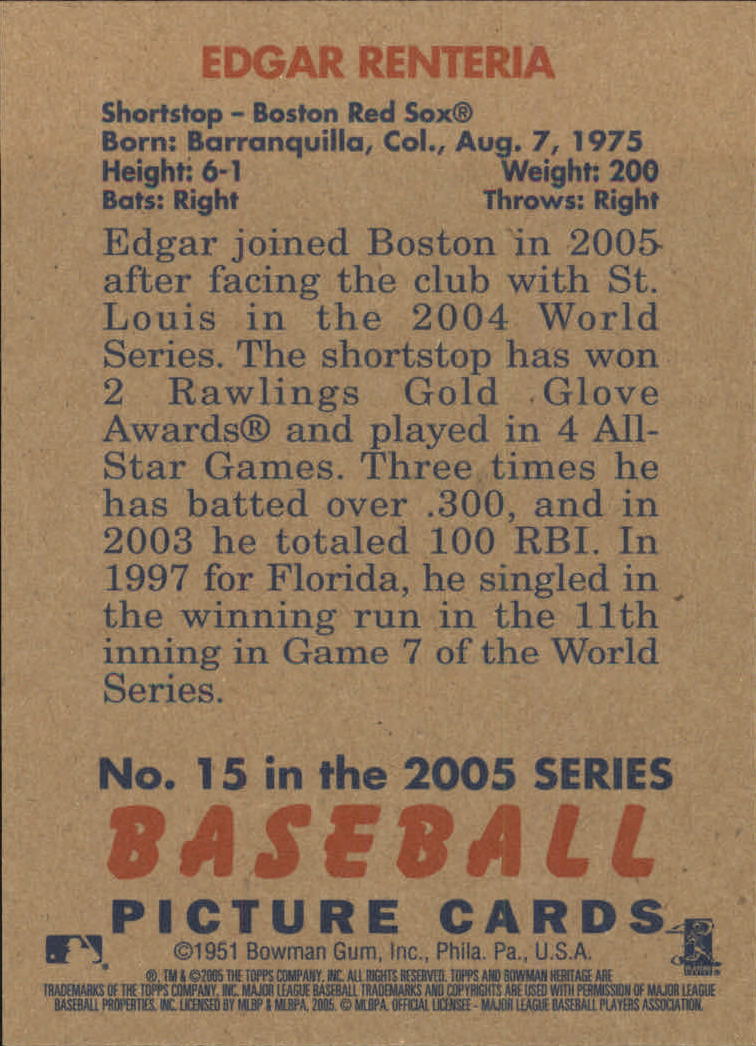 EDGAR RENTERIA
Shortstop – Boston Red Sox®
Born: Barranquilla, Col., Aug. 7, 1975
Height: 6-1 Weight: 200
Bats: Right Throws: Right
Edgar joined Boston in 2005
after facing the club with St.
Louis in the 2004 World
Series. The shortstop has won
2 Rawlings Gold Glove
Awards® and played in 4 All-
Star Games. Three times he
has batted over .300, and in
2003 he totaled 100 RBI. In
1997 for Florida, he singled in
the winning run in the 11th
inning in Game 7 of the World
Series.
No. 15 in the 2005 SERIES
BASEBALL
PICTURE CARDS
©1951 Bowman Gum, Inc., Phila. Pa., U.S.A.
®, TM & ©2005 THE TOPPS COMPANY, INC. ALL RIGHTS RESERVED. TOPPS AND BOWMAN HERITAGE ARE
TRADEMARKS OF THE TOPPS COMPANY, INC. MAJOR LEAGUE BASEBALL TRADEMARKS AND COPYRIGHTS ARE USED WITH PERMISSION OF MAJOR LEAGUE
BASEBALL PROPERTIES, INC. LICENSED BY MLBP & MLBPA, 2005. © MLBPA. OFFICIAL LICENSEE - MAJOR LEAGUE BASEBALL PLAYERS ASSOCIATION.